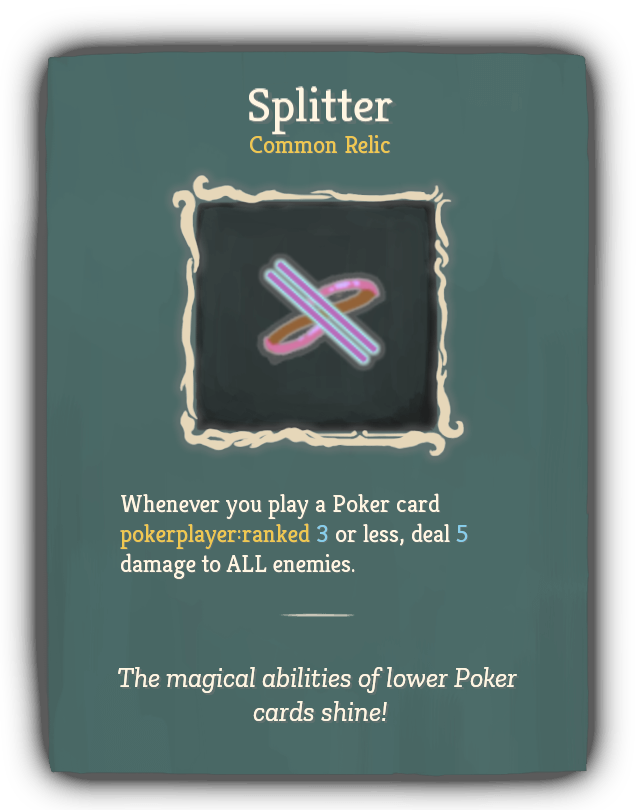 Splitter
Common Relic
Whenever you play a Poker card
pokerplayer:ranked 3 or less, deal 5
damage to ALL enemies.
The magical abilities of lower Poker
cards shine!